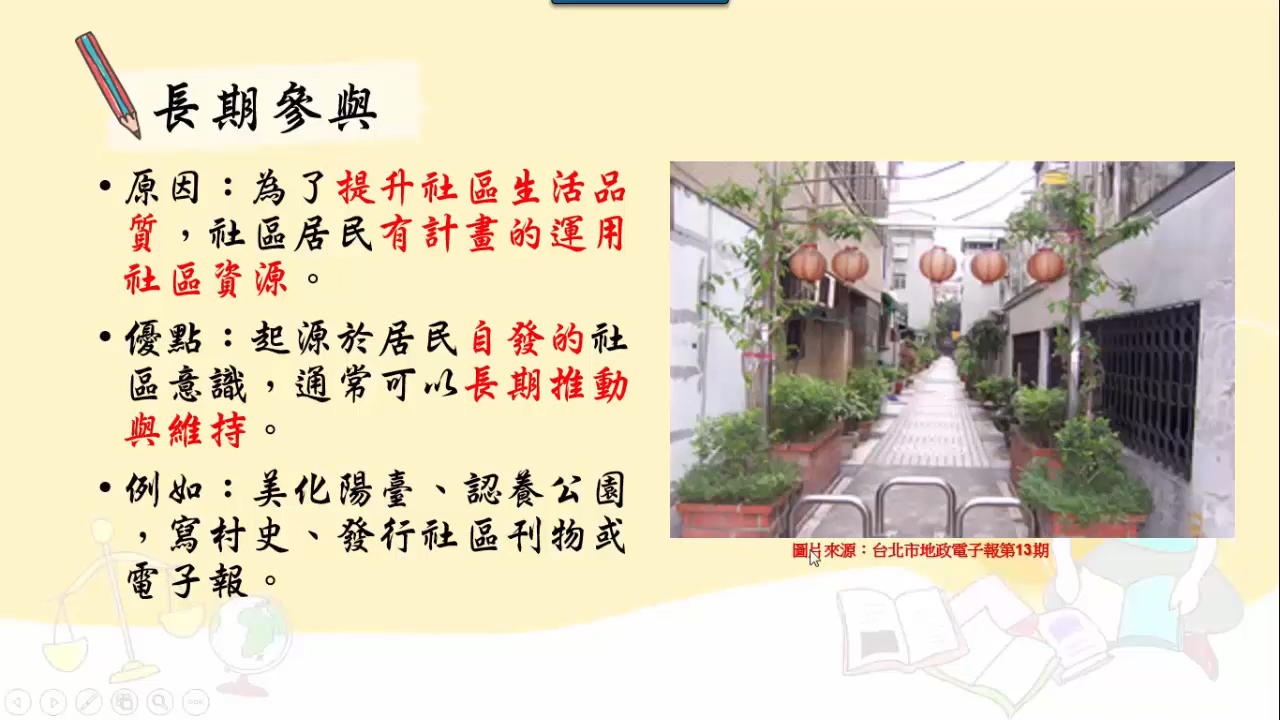 長期參與
• 原因：為了提升社區生活品
質，社區居民有計畫的運用
社區資源。
• 優點：起源於居民自發的社
區意識，通常可以長期推動
與維持。
• 例如：美化陽臺、認養公園
，寫村史、發行社區刊物或
電子報。
圖片來源：台北市地政電子報第13期